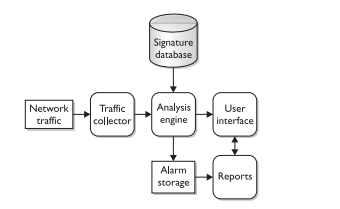 Signature
database
Network
traffic
Traffic
collector
Analysis
engine
User
interface
Alarm
storage
Reports